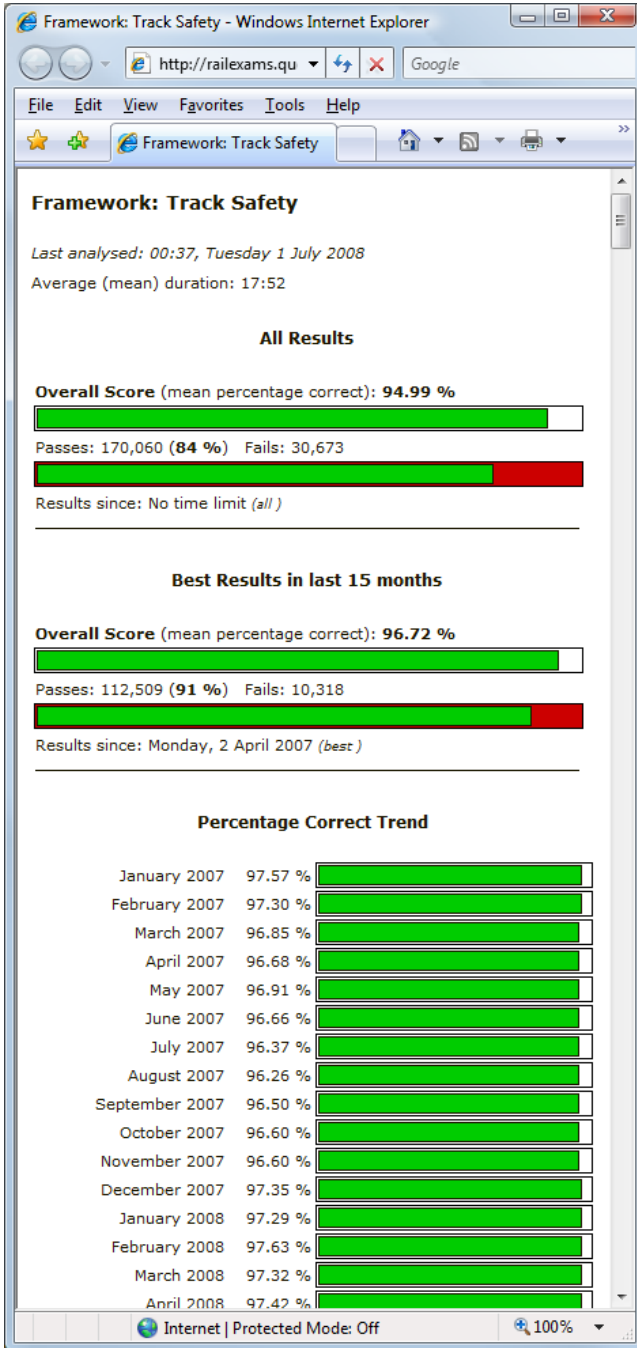 Framework: Track Safety - Windows Internet Explorer
http://railexams.qu
Google
File Edit View Favorites Tools Help
Framework: Track Safety
Framework: Track Safety
Last analysed: 00:37, Tuesday 1 July 2008
Average (mean) duration: 17:52
All Results
Overall Score (mean percentage correct): 94.99 %
Passes: 170,060 (84 %) Fails: 30,673
Results since: No time limit (all )
Best Results in last 15 months
Overall Score (mean percentage correct): 96.72 %
Passes: 112,509 (91 %) Fails: 10,318
Results since: Monday, 2 April 2007 (best )
Percentage Correct Trend
January 2007 97.57 %
February 2007 97.30 %
March 2007 96.85 %
April 2007 96.68 %
May 2007 96.91 %
June 2007 96.66 %
July 2007 96.37 %
August 2007 96.26 %
September 2007 96.50 %
October 2007 96.60 %
November 2007 96.60 %
December 2007 97.35 %
January 2008 97.29 %
February 2008 97.63 %
March 2008 97.32 %
April 2008 97.42 %
Internet | Protected Mode: Off 100%